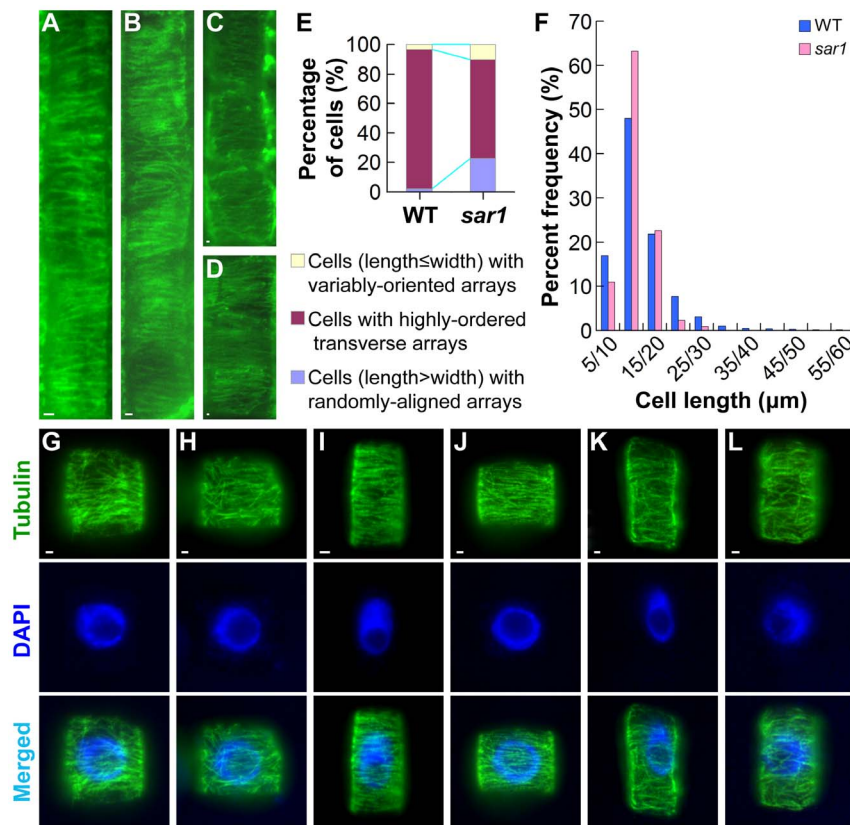 A
B
C
D
E
Percentage
of cells (%)
100
80
60
40
20
0
WT
sar1
Cells (length≤width) with
variably-oriented arrays
Cells with highly-ordered
transverse arrays
Cells (length>width) with
randomly-aligned arrays
F
Percent frequency (%)
70
60
50
40
30
20
10
0
5/10
15/20
25/30
35/40
45/50
55/60
Cell length (µm)
WT
sar1
G
H
I
J
K
L
Tubulin
DAPI
Merged